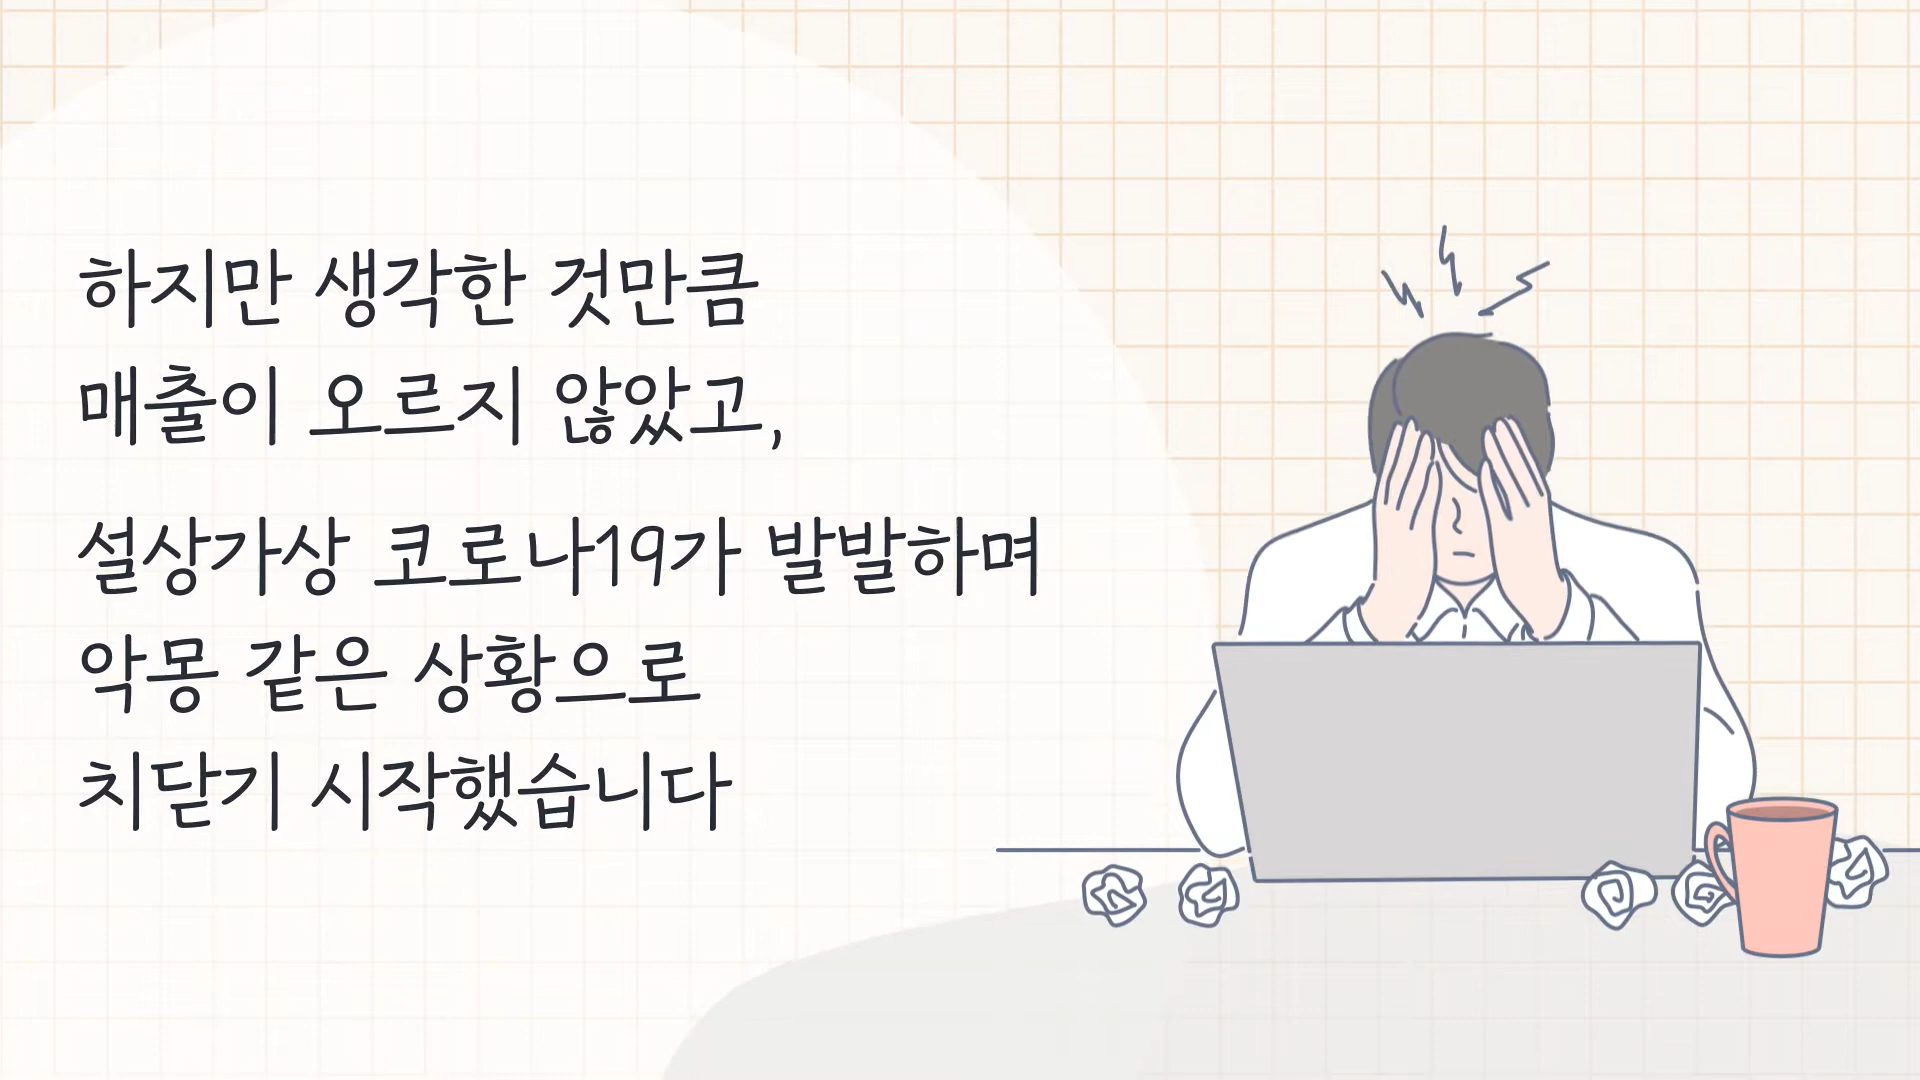 하지만 생각한 것만큼
매출이 오르지 않았고,
설상가상 코로나19가 발발하며
악몽 같은 상황으로
치닫기 시작했습니다